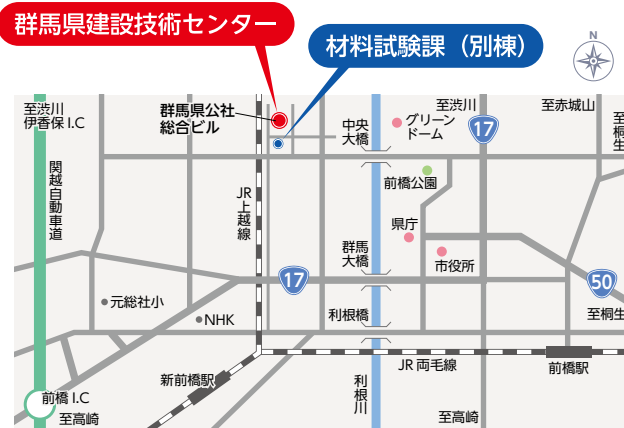 群馬県建設技術センター
材料試験課（別棟）
N
至渋川
伊香保 I.C
群馬県公社
総合ビル
中央
大橋
グリーン
ドーム
至渋川
17
至赤城山
至
桐
生
関越自動車道
JR
上越線
前橋公園
県庁
市役所
群馬
大橋
17
50
元総社小
NHK
利根橋
至桐生
JR 両毛線
前橋駅
新前橋駅
前橋 I.C
至高崎
利根川
至高崎